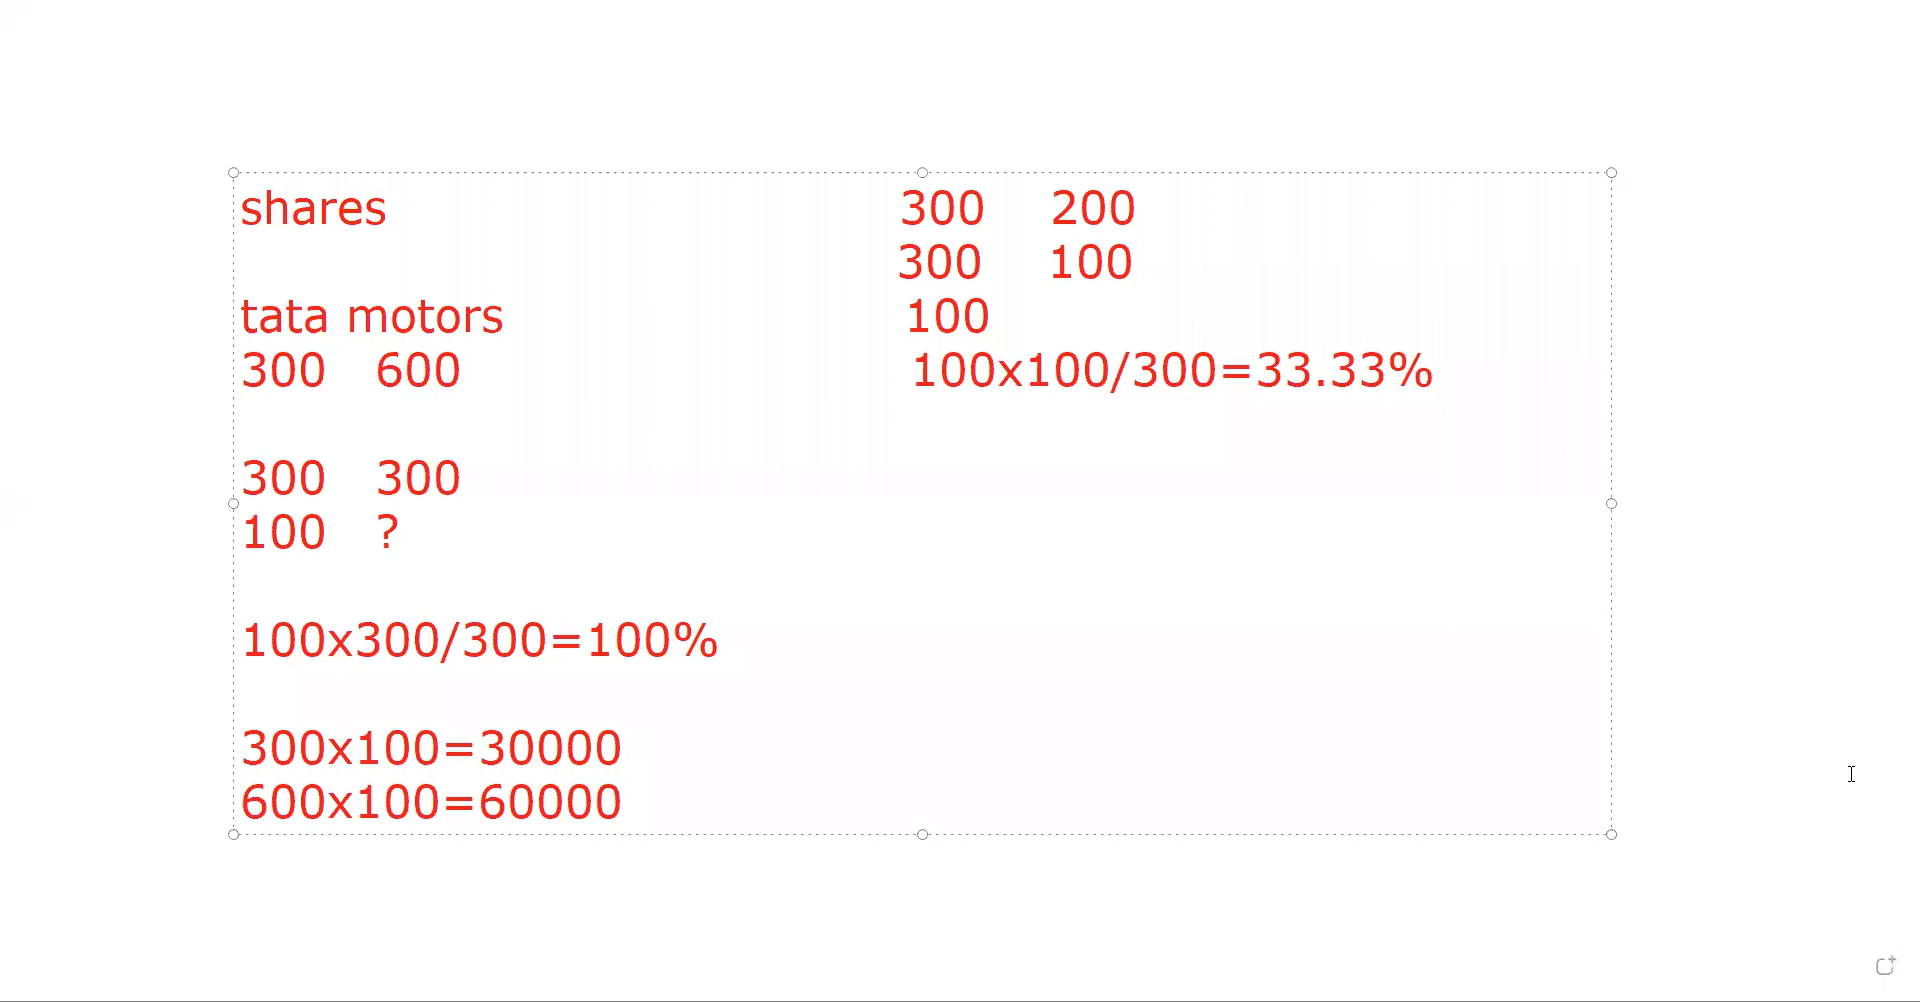 shares 300 200
300 100
tata motors 100
300 600 100x100/300=33.33%
300 300
100 ?
100x300/300=100%
300x100=30000
600x100=60000